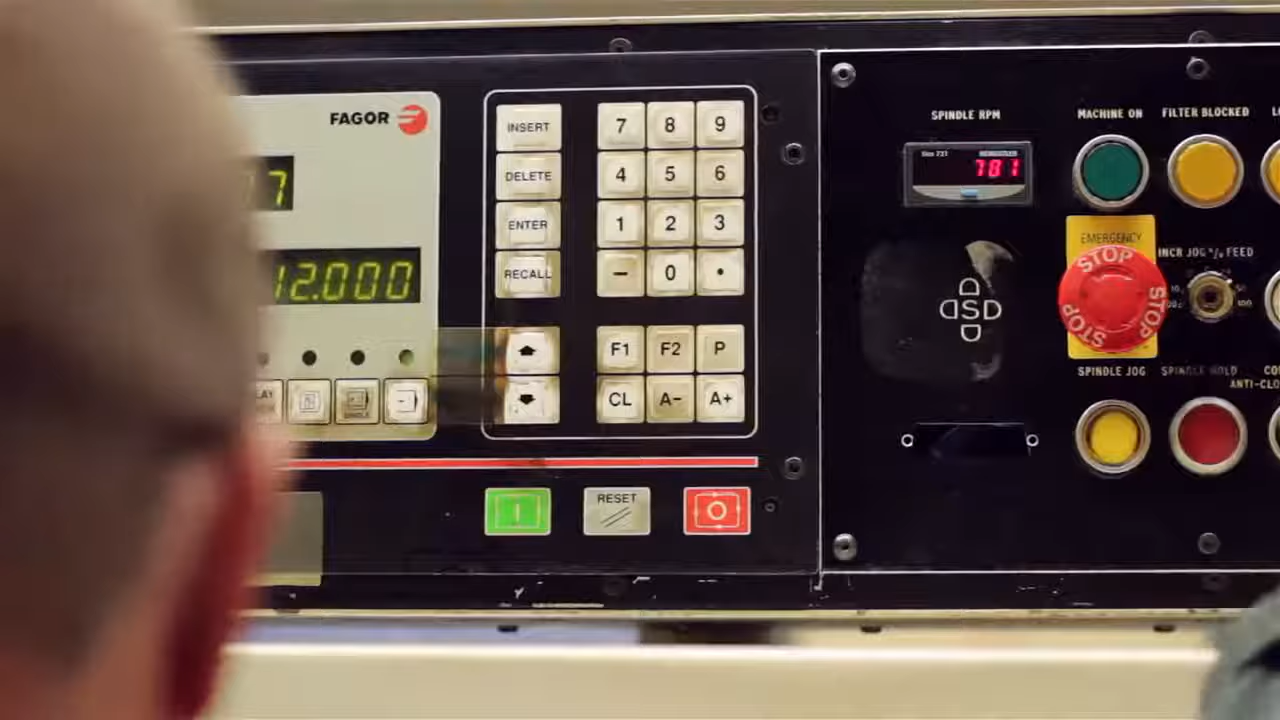 FAGOR
7
12.000
INSERT
DELETE
ENTER
RECALL
7 8 9
4 5 6
1 2 3
- 0 .
F1 F2 P
CL A- A+
I
RESET
O
SPINDLE RPM
781
MACHINE ON
FILTER BLOCKED
EMERGENCY
STOP
STOP
STOP
INCR JOG % FEED
100
DSD
SPINDLE JOG
SPINDLE HOLD
ANTI-CLO